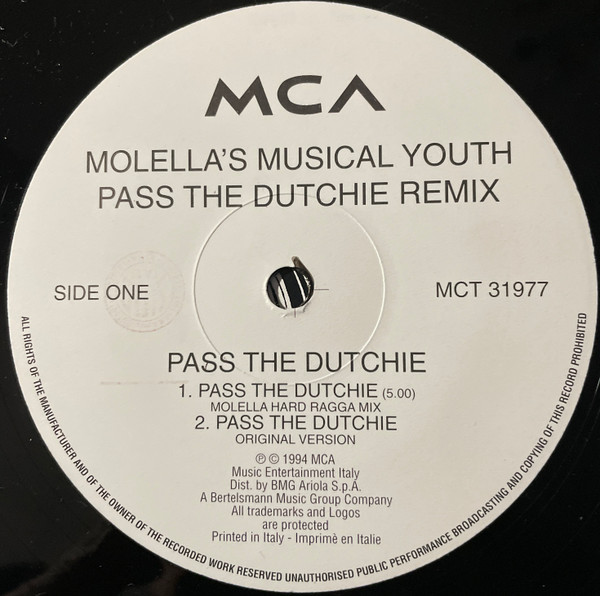 MCA
MOLELLA'S MUSICAL YOUTH
PASS THE DUTCHIE REMIX
SIDE ONE
MCT 31977
PASS THE DUTCHIE
1. PASS THE DUTCHIE (5.00)
MOLELLA HARD RAGGA MIX
2. PASS THE DUTCHIE
ORIGINAL VERSION
℗ © 1994 MCA
Music Entertainment Italy
Dist. by BMG Ariola S.p.A.
A Bertelsmann Music Group Company
All trademarks and Logos
are protected
Printed in Italy - Imprimè en Italie
ALL RIGHTS OF THE MANUFACTURER AND OF THE OWNER OF THE RECORDED WORK RESERVED UNAUTHORISED PUBLIC PERFORMANCE BROADCASTING AND COPYING OF THIS RECORD PROHIBITED